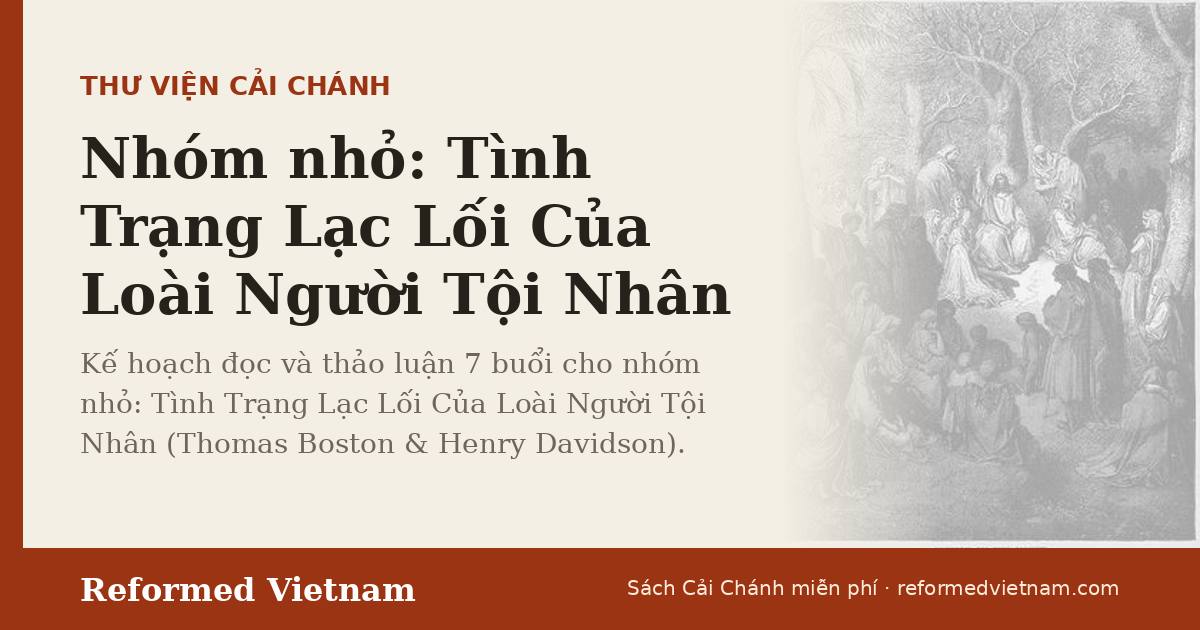 THƯ VIỆN CẢI CHÁNH
Nhóm nhỏ: Tình
Trạng Lạc Lối Của
Loài Người Tội Nhân
Kế hoạch đọc và thảo luận 7 buổi cho nhóm
nhỏ: Tình Trạng Lạc Lối Của Loài Người Tội
Nhân (Thomas Boston & Henry Davidson).
Reformed Vietnam
Sách Cải Chánh miễn phí · reformedvietnam.com